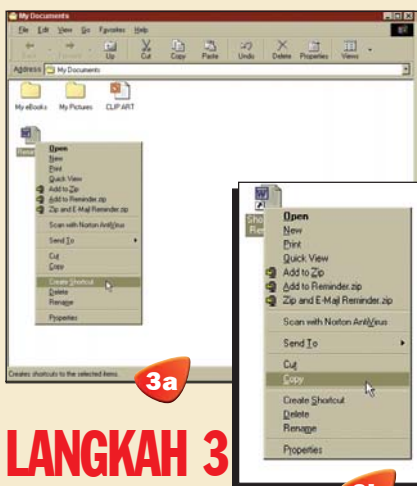 My Documents
File Edit View Go Favorites Help
Back Forward Up Cut Copy Paste Undo Delete Properties Views
Address My Documents
My eBooks My Pictures CLIP ART
Open
New
Print
Quick View
Add to Zip
Add to Reminder.zip
Zip and E-Mail Reminder.zip
Scan with Norton AntiVirus
Send To
Cut
Copy
Create Shortcut
Delete
Rename
Properties
Creates shortcuts to the selected items.
3a
Sho
Re
Open
New
Print
Quick View
Add to Zip
Add to Reminder.zip
Zip and E-Mail Reminder.zip
Scan with Norton AntiVirus
Send To
Cut
Copy
Create Shortcut
Delete
Rename
Properties
LANGKAH 3